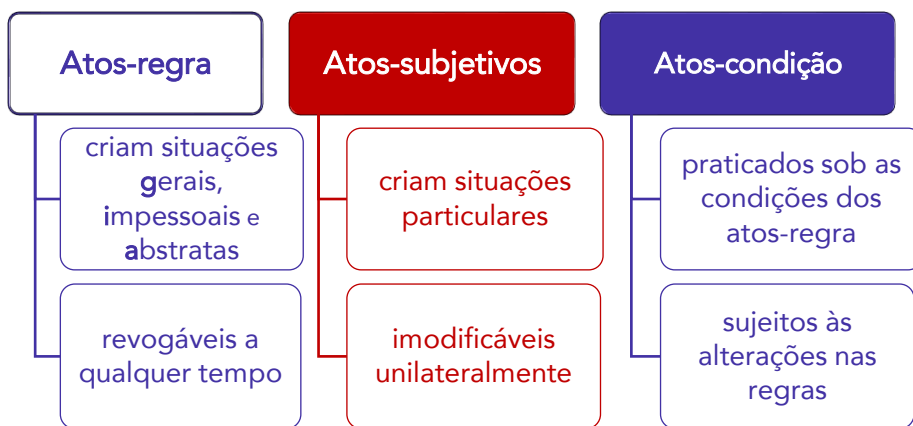 Atos-regra
criam situações
gerais,
impessoais e
abstratas
revogáveis a
qualquer tempo
Atos-subjetivos
criam situações
particulares
imodificáveis
unilateralmente
Atos-condição
praticados sob as
condições dos
atos-regra
sujeitos às
alterações nas
regras